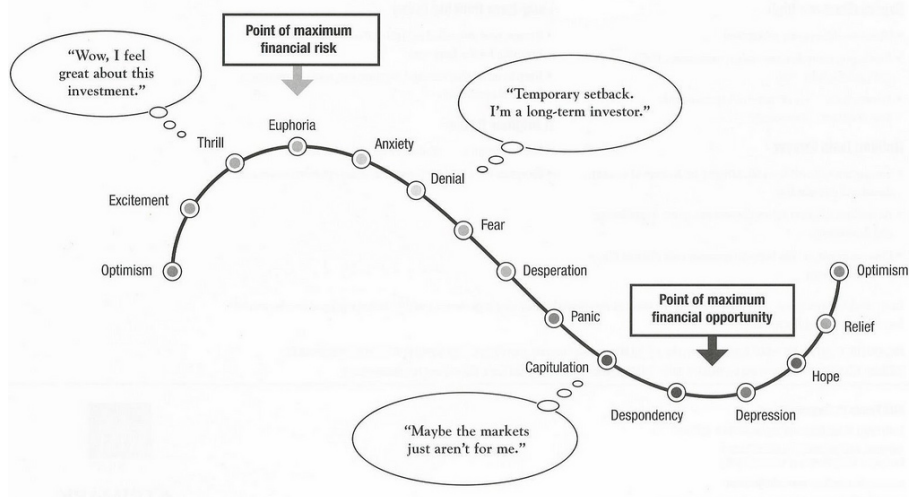 Point of maximum
financial risk
“Wow, I feel
great about this
investment.”
“Temporary setback.
I’m a long-term investor.”
Euphoria
Thrill
Anxiety
Denial
Excitement
Fear
Optimism
Desperation
Optimism
Point of maximum
financial opportunity
Panic
Relief
Capitulation
Hope
Despondency
Depression
“Maybe the markets
just aren’t for me.”